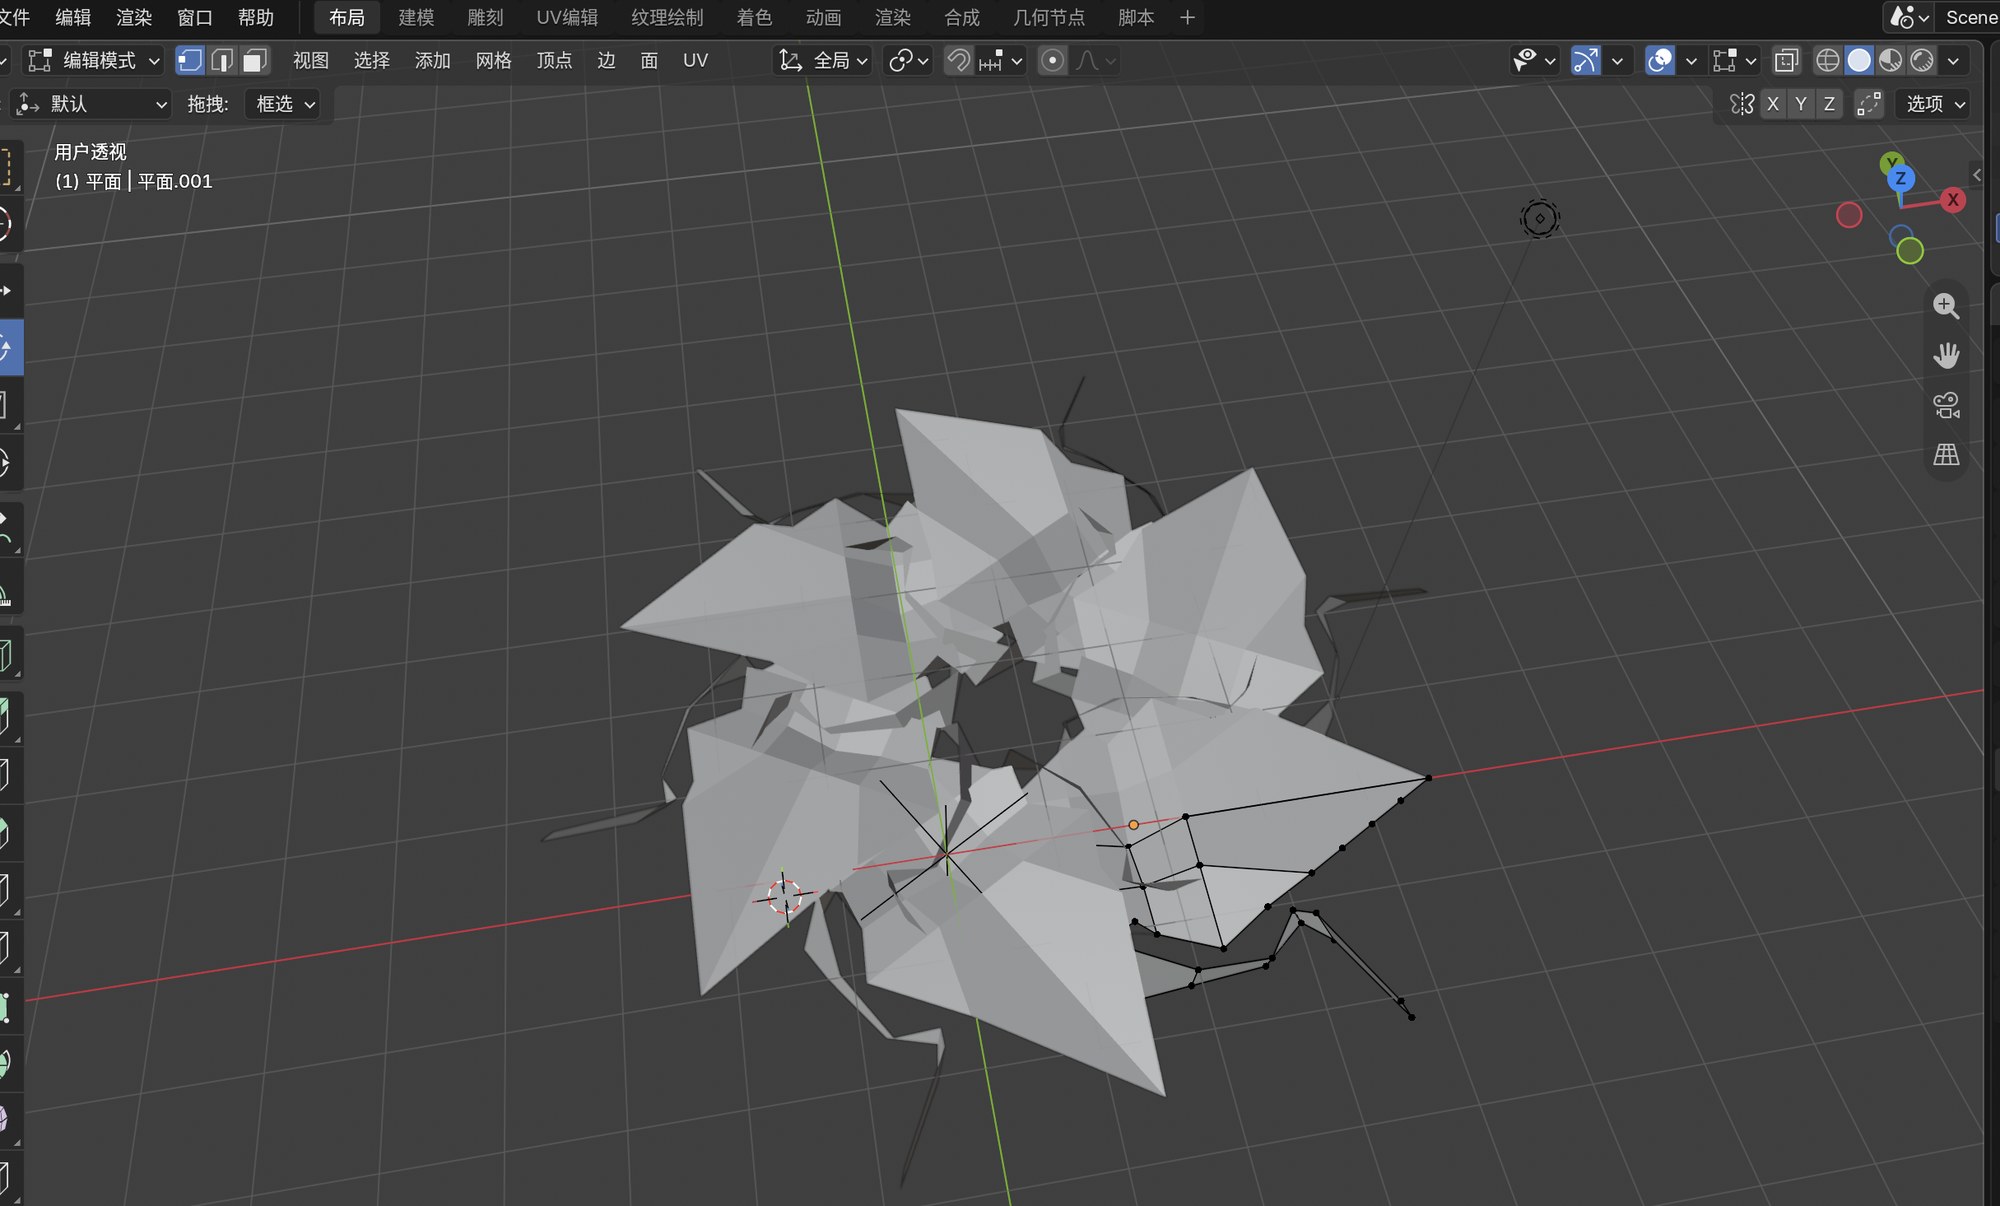 文件 编辑 渲染 窗口 帮助 布局 建模 雕刻 UV编辑 纹理绘制 着色 动画 渲染 合成 几何节点 脚本 + Scene
编辑模式 视图 选择 添加 网格 顶点 边 面 UV 全局
默认 拖拽: 框选 X Y Z 选项
用户透视
(1) 平面 | 平面.001
Y
Z
X